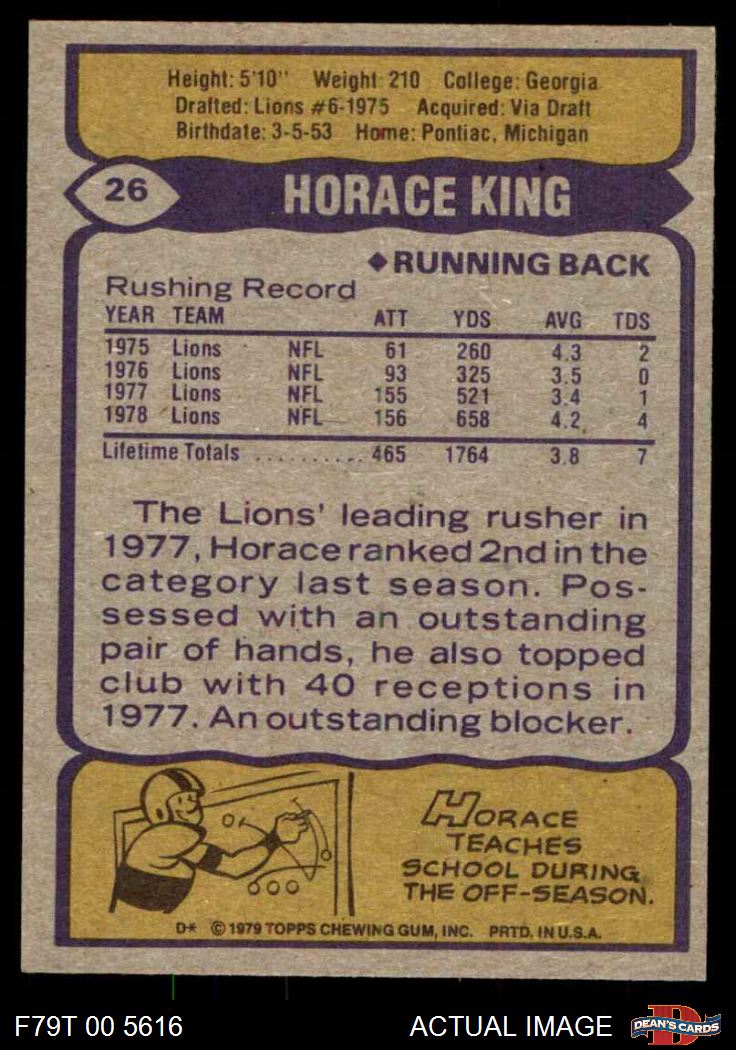 Height: 5'10" Weight: 210 College: Georgia
Drafted: Lions #6-1975 Acquired: Via Draft
Birthdate: 3-5-53 Home: Pontiac, Michigan
26 HORACE KING
◆RUNNING BACK
Rushing Record
YEAR TEAM ATT YDS AVG TDS
1975 Lions NFL 61 260 4.3 2
1976 Lions NFL 93 325 3.5 0
1977 Lions NFL 155 521 3.4 1
1978 Lions NFL 156 658 4.2 4
Lifetime Totals .......... 465 1764 3.8 7
The Lions' leading rusher in
1977, Horace ranked 2nd in the
category last season. Pos-
sessed with an outstanding
pair of hands, he also topped
club with 40 receptions in
1977. An outstanding blocker.
HORACE
TEACHES
SCHOOL DURING
THE OFF-SEASON.
D* © 1979 TOPPS CHEWING GUM, INC. PRTD. IN U.S.A.
F79T 00 5616 ACTUAL IMAGE DEAN'S CARDS